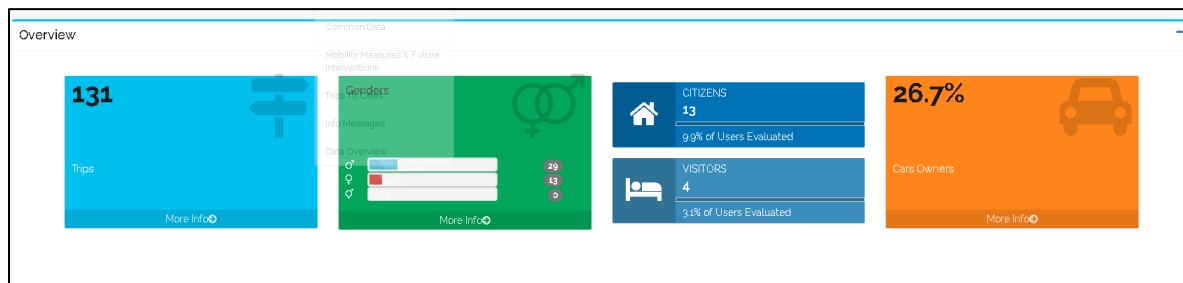 Overview
Common Data
Mobility Measures & Future
Interventions
Trips To Cities
Info Messages
Data Overview
131
Trips
More Info
Genders
29
13
0
More Info
CITIZENS
13
9.9% of Users Evaluated
VISITORS
4
3.1% of Users Evaluated
26.7%
Cars Owners
More Info